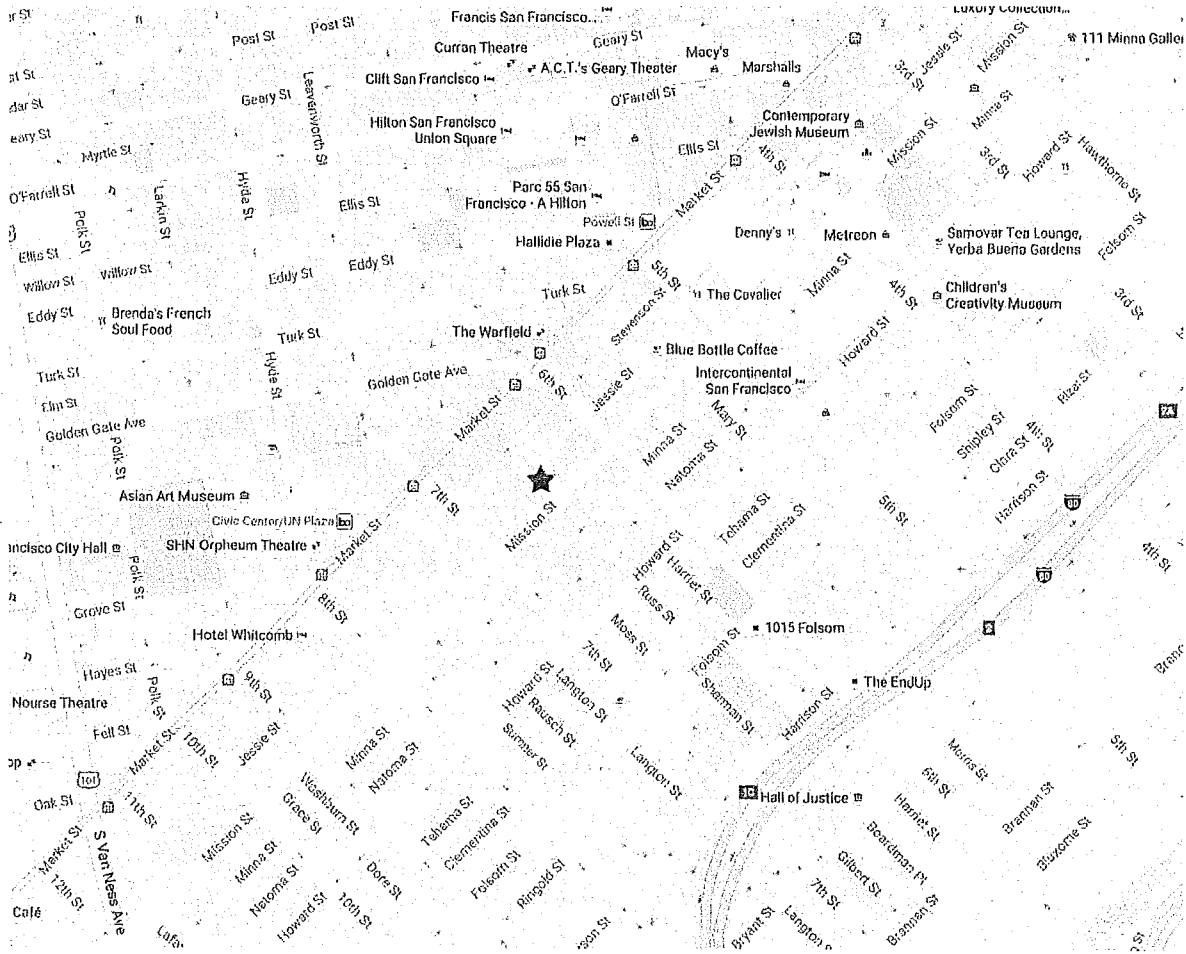 Post St
Post St
Francis San Francisco...
Geary St
Luxury Collection...
Curran Theatre
Macy's
Jessie St
Mission St
111 Minna Galler
A.C.T.'s Geary Theater
Marshalls
3rd St
Clift San Francisco
Geary St
Leavenworth St
O'Farrell St
Contemporary
Jewish Museum
Minna St
Hilton San Francisco
Union Square
Myrtle St
Ellis St
4th St
Mission St
3rd St
Howard St
Hawthorne St
O'Farrell St
Larkin St
Hyde St
Parc 55 San
Francisco - A Hilton
Market St
Ellis St
Polk St
Powell St
Hallidie Plaza
Denny's
Metreon
Samovar Tea Lounge,
Yerba Buena Gardens
Folsom St
Ellis St
Willow St
Willow St
Eddy St
Eddy St
5th St
Minna St
Turk St
The Cavalier
4th St
Children's
Creativity Museum
3rd St
Eddy St
Brenda's French
Soul Food
Turk St
The Warfield
Stevenson St
Blue Bottle Coffee
Howard St
Turk St
Hyde St
Golden Gate Ave
6th St
Jessie St
Intercontinental
San Francisco
Rizal St
Elm St
Golden Gate Ave
Market St
Mary St
Folsom St
Shipley St
4th St
Clara St
Polk St
Minna St
Natoma St
Harrison St
Asian Art Museum
7th St
Mission St
Tehama St
Clementina St
5th St
80
Civic Center/UN Plaza
Market St
SHN Orpheum Theatre
ancisco City Hall
Howard St
Harriet St
4th St
80
Polk St
Grove St
8th St
Russ St
Hotel Whitcomb
Moss St
1015 Folsom
Folsom St
7th St
Hayes St
Polk St
9th St
Howard St
Langton St
Sherman St
The EndUp
Harrison St
Nourse Theatre
Rausch St
Fell St
Market St
10th St
Jessie St
Minna St
Natoma St
Sumner St
Langton St
Morris St
5th St
101
6th St
Oak St
11th St
Washburn St
Grace St
Hall of Justice
Harriet St
Brannan St
Mission St
Tehama St
Clementina St
Boardman Pl
Bluxome St
Market St
S Van Ness Ave
Minna St
Natoma St
Dore St
Folsom St
Ringold St
Gilbert St
12th St
10th St
7th St
Café
Howard St
Bryant St
Langton
Brannan St
Lafa